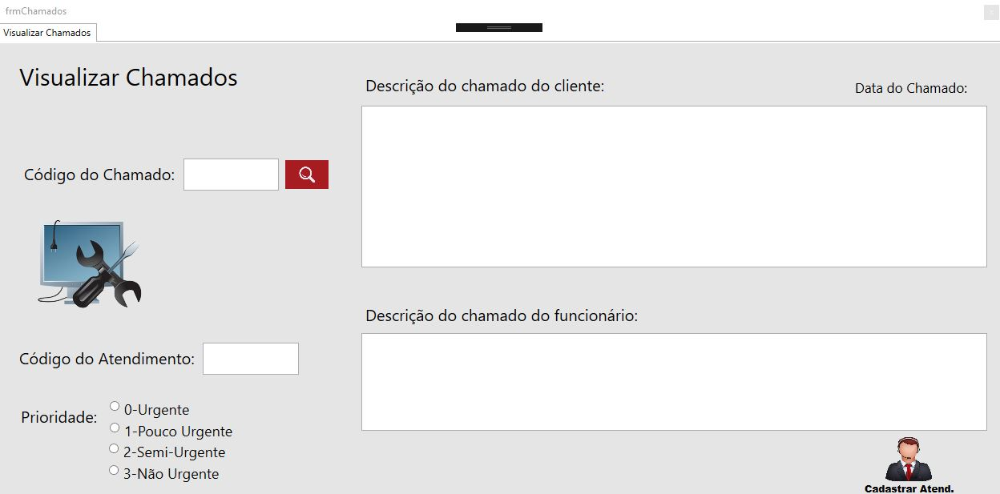 frmChamados
x
Visualizar Chamados
Visualizar Chamados
Código do Chamado:
Código do Atendimento:
Prioridade:
0-Urgente
1-Pouco Urgente
2-Semi-Urgente
3-Não Urgente
Descrição do chamado do cliente:
Data do Chamado:
Descrição do chamado do funcionário:
Cadastrar Atend.